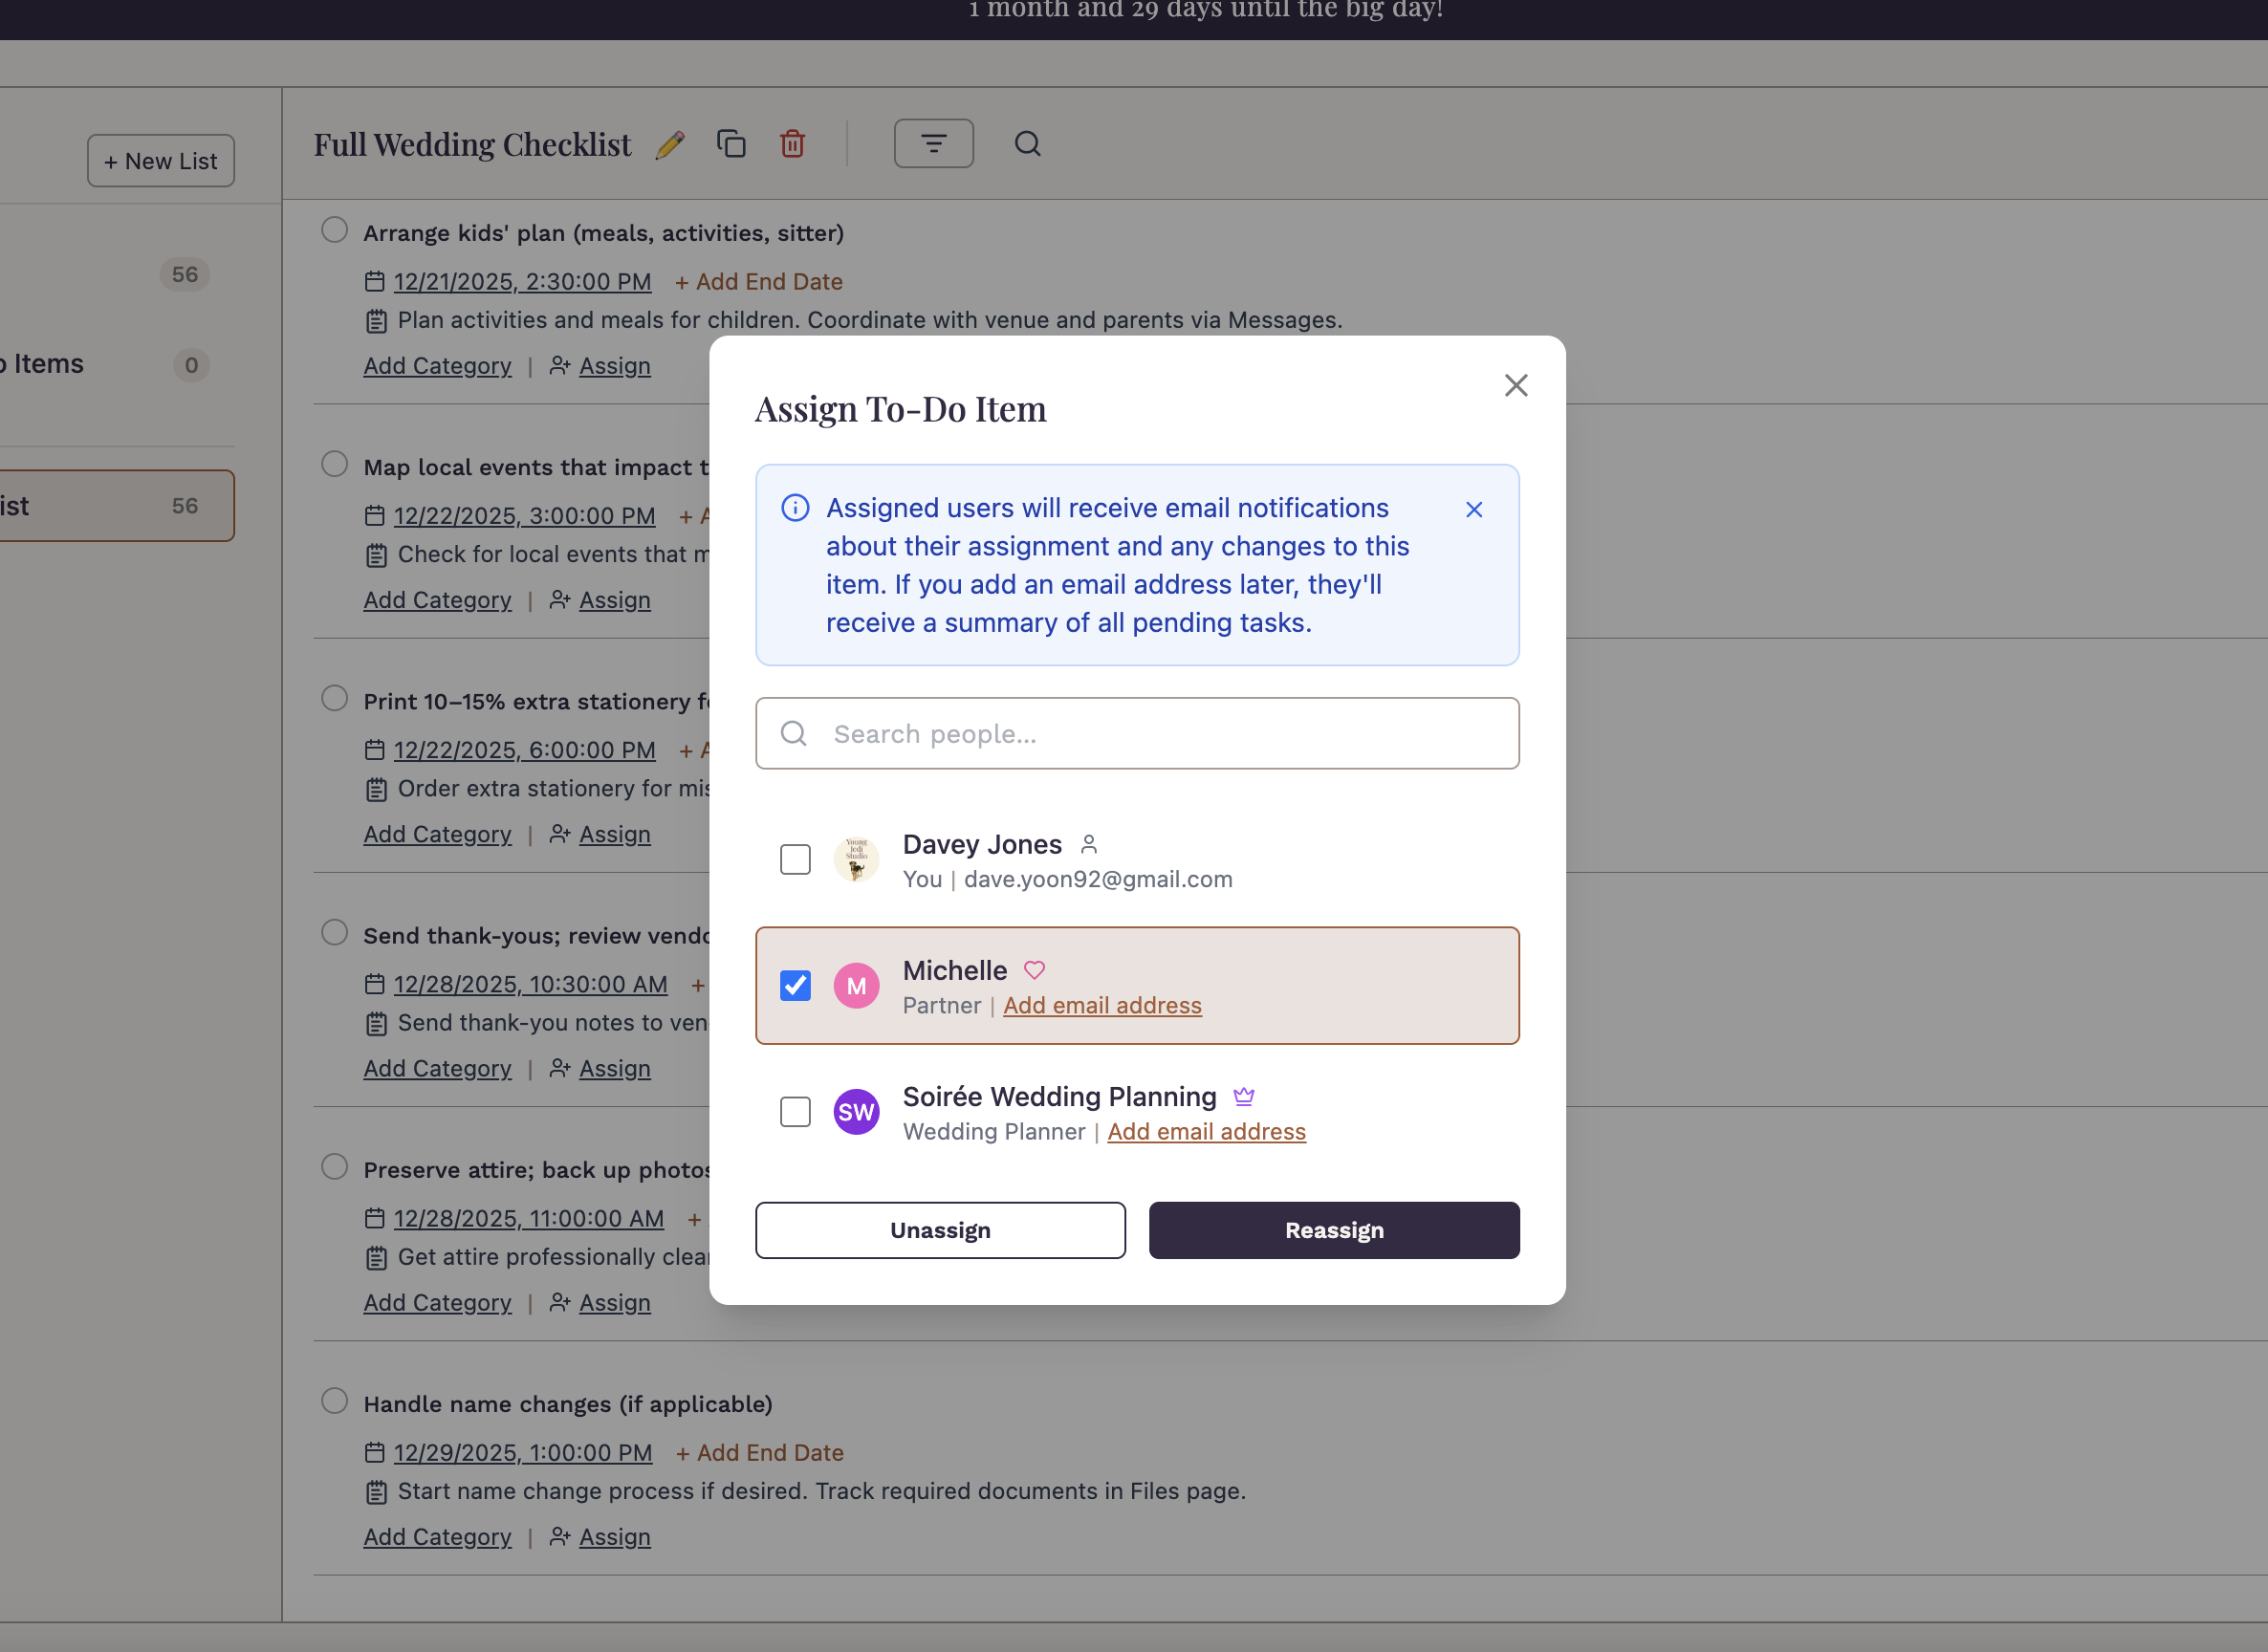 1 month and 29 days until the big day!
+ New List
Full Wedding Checklist
56
Items
0
56
Arrange kids' plan (meals, activities, sitter)
12/21/2025, 2:30:00 PM + Add End Date
Plan activities and meals for children. Coordinate with venue and parents via Messages.
Add Category | Assign
Map local events that impact
12/22/2025, 3:00:00 PM +
Check for local events that
Add Category | Assign
Print 10–15% extra stationery
12/22/2025, 6:00:00 PM +
Order extra stationery for
Add Category | Assign
Send thank-yous; review
12/28/2025, 10:30:00 AM +
Send thank-you notes to
Add Category | Assign
Preserve attire; back up photos
12/28/2025, 11:00:00 AM +
Get attire professionally
Add Category | Assign
Handle name changes (if applicable)
12/29/2025, 1:00:00 PM + Add End Date
Start name change process if desired. Track required documents in Files page.
Add Category | Assign
Assign To-Do Item
Assigned users will receive email notifications
about their assignment and any changes to this
item. If you add an email address later, they'll
receive a summary of all pending tasks.
Search people...
Young
Jedi
Studio
Davey Jones
You | dave.yoon92@gmail.com
M
Michelle
Partner | Add email address
SW
Soirée Wedding Planning
Wedding Planner | Add email address
Unassign
Reassign